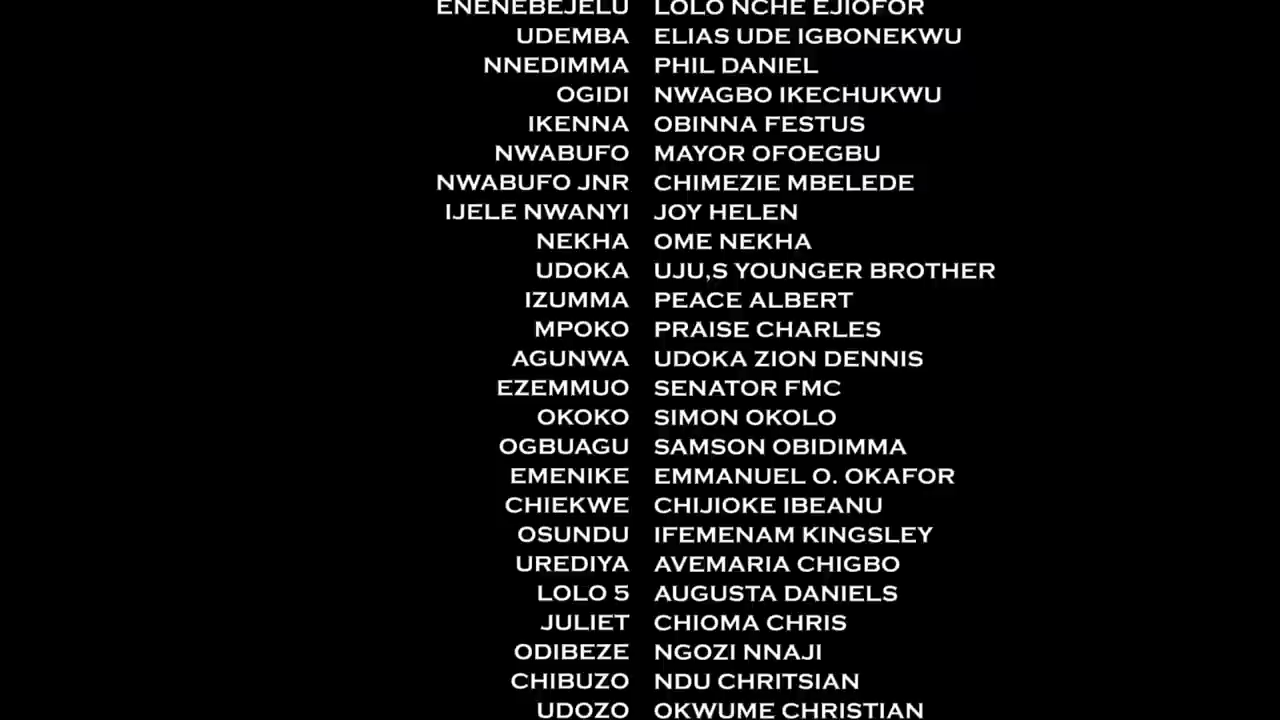 ENENEBEJELU LOLO NCHE EJIOFOR
UDEMBA ELIAS UDE IGBONEKWU
NNEDIMMA PHIL DANIEL
OGIDI NWAGBO IKECHUKWU
IKENNA OBINNA FESTUS
NWABUFO MAYOR OFOEGBU
NWABUFO JNR CHIMEZIE MBELEDE
IJELE NWANYI JOY HELEN
NEKHA OME NEKHA
UDOKA UJU,S YOUNGER BROTHER
IZUMMA PEACE ALBERT
MPOKO PRAISE CHARLES
AGUNWA UDOKA ZION DENNIS
EZEMMUO SENATOR FMC
OKOKO SIMON OKOLO
OGBUAGU SAMSON OBIDIMMA
EMENIKE EMMANUEL O. OKAFOR
CHIEKWE CHIJIOKE IBEANU
OSUNDU IFEMENAM KINGSLEY
UREDIYA AVEMARIA CHIGBO
LOLO 5 AUGUSTA DANIELS
JULIET CHIOMA CHRIS
ODIBEZE NGOZI NNAJI
CHIBUZO NDU CHRITSIAN
UDOZO OKWUME CHRISTIAN